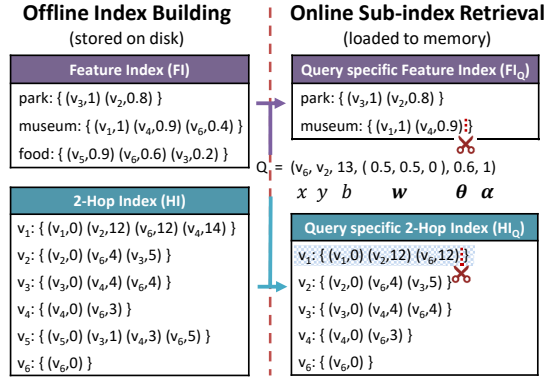 Offline Index Building
(stored on disk)
Feature Index (FI)
park: { (v3,1) (v2,0.8) }
museum: { (v1,1) (v4,0.9) (v6,0.4) }
food: { (v5,0.9) (v6,0.6) (v3,0.2) }
2-Hop Index (HI)
v1: { (v1,0) (v2,12) (v6,12) (v4,14) }
v2: { (v2,0) (v6,4) (v3,5) }
v3: { (v3,0) (v4,4) (v6,4) }
v4: { (v4,0) (v6,3) }
v5: { (v5,0) (v3,1) (v4,3) (v6,5) }
v6: { (v6,0) }
Online Sub-index Retrieval
(loaded to memory)
Query specific Feature Index (FIQ)
park: { (v3,1) (v2,0.8) }
museum: { (v1,1) (v4,0.9) }
Q = (v6, v2, 13, ( 0.5, 0.5, 0 ), 0.6, 1)
x y b w θ α
Query specific 2-Hop Index (HIQ)
v1: { (v1,0) (v2,12) (v6,12) }
v2: { (v2,0) (v6,4) (v3,5) }
v3: { (v3,0) (v4,4) (v6,4) }
v4: { (v4,0) (v6,3) }
v6: { (v6,0) }